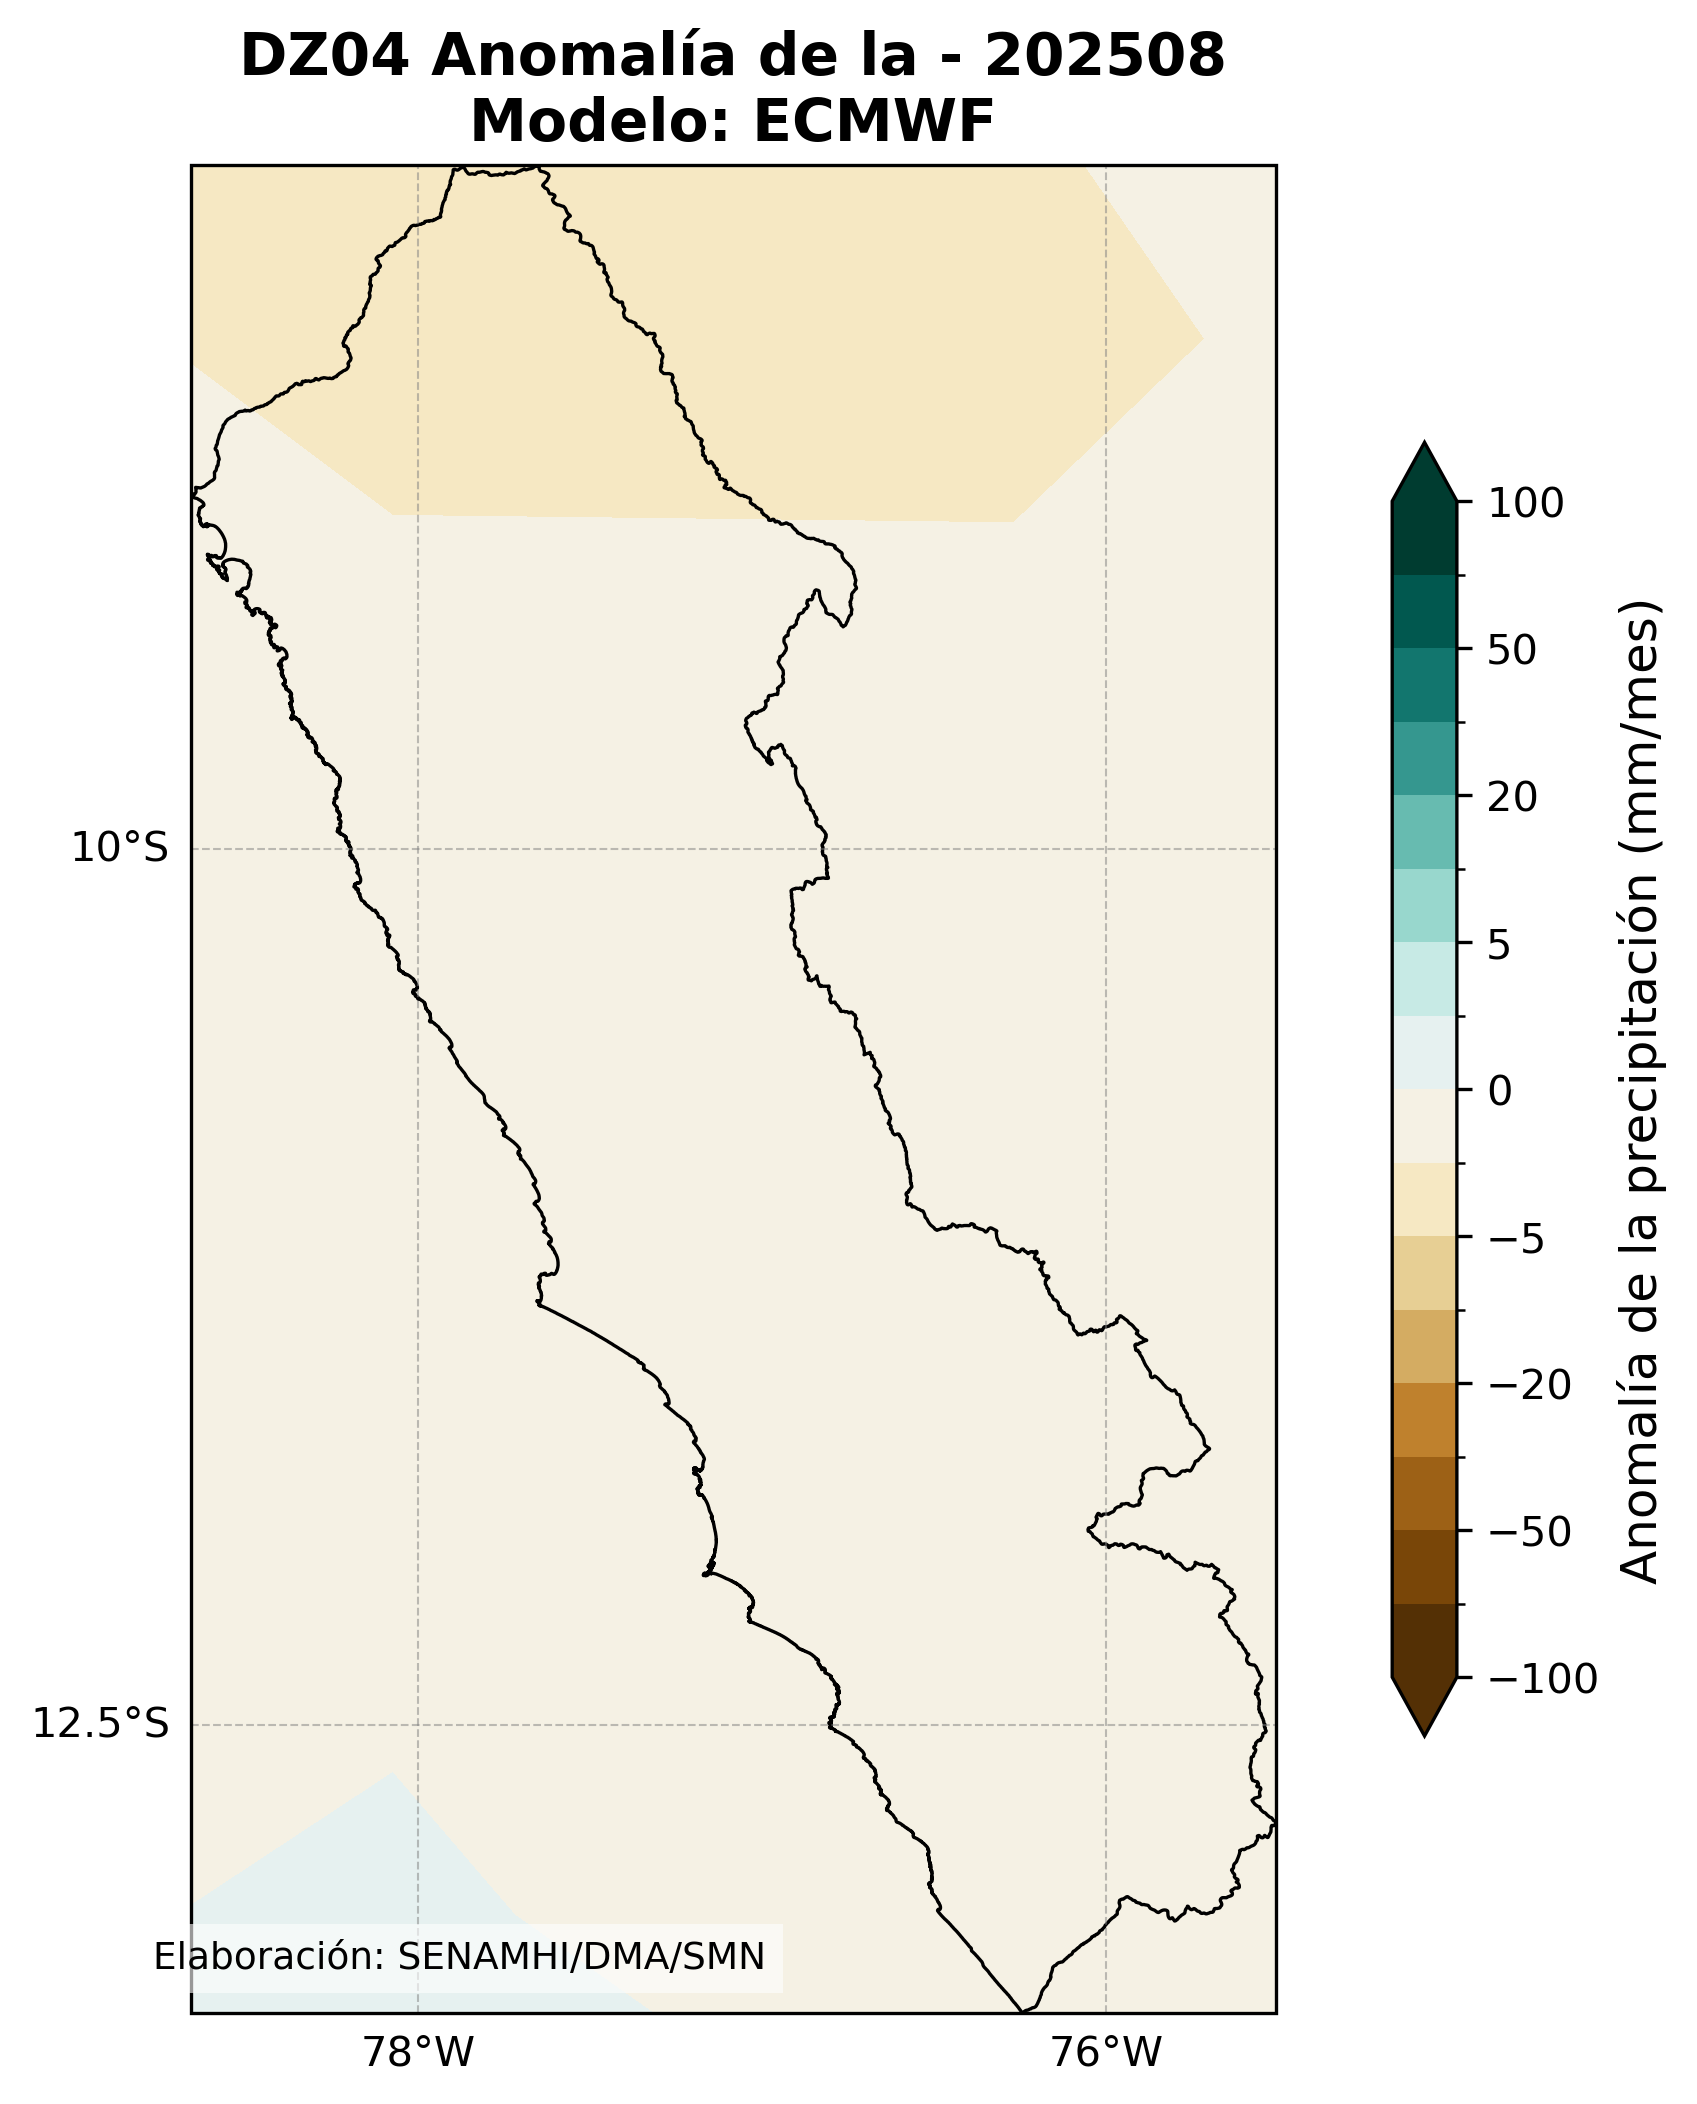 DZ04 Anomalía de la - 202508
Modelo: ECMWF
10°S
12.5°S
78°W
76°W
Elaboración: SENAMHI/DMA/SMN
100
50
20
5
0
−5
−20
−50
−100
Anomalía de la precipitación (mm/mes)